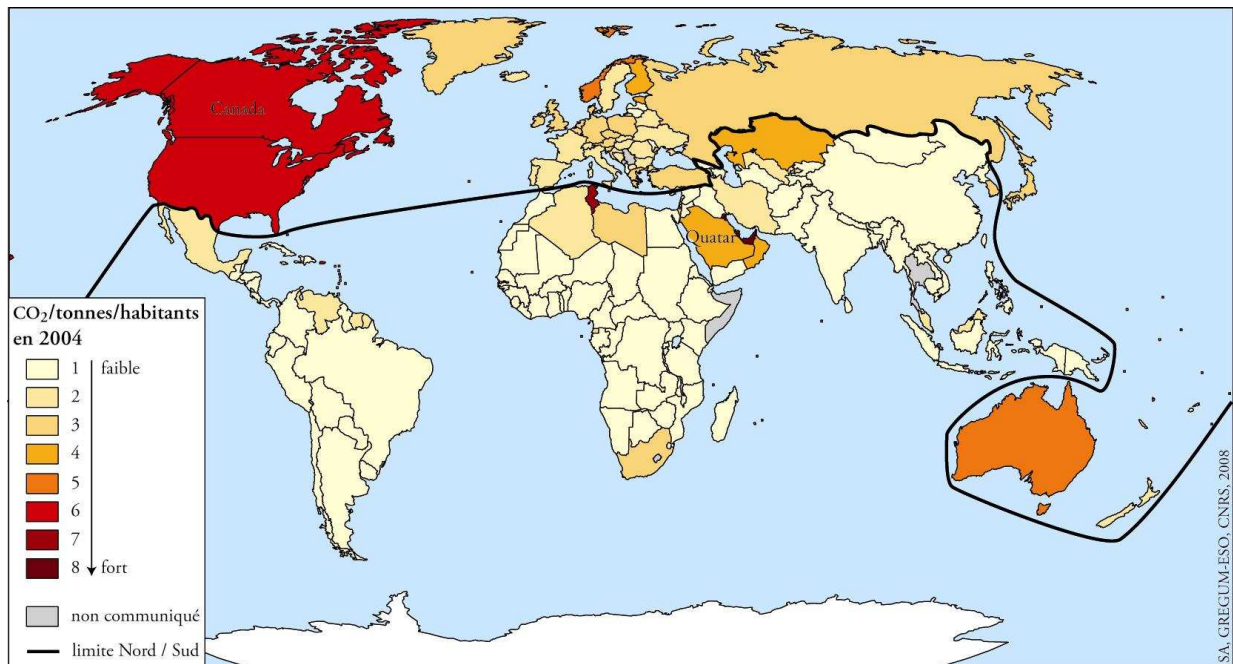 Canada
Quatar
CO₂/tonnes/habitants
en 2004
1 faible
2
3
4
5
6
7
8 fort
non communiqué
limite Nord / Sud
SA, GREGUM-ESO, CNRS, 2008